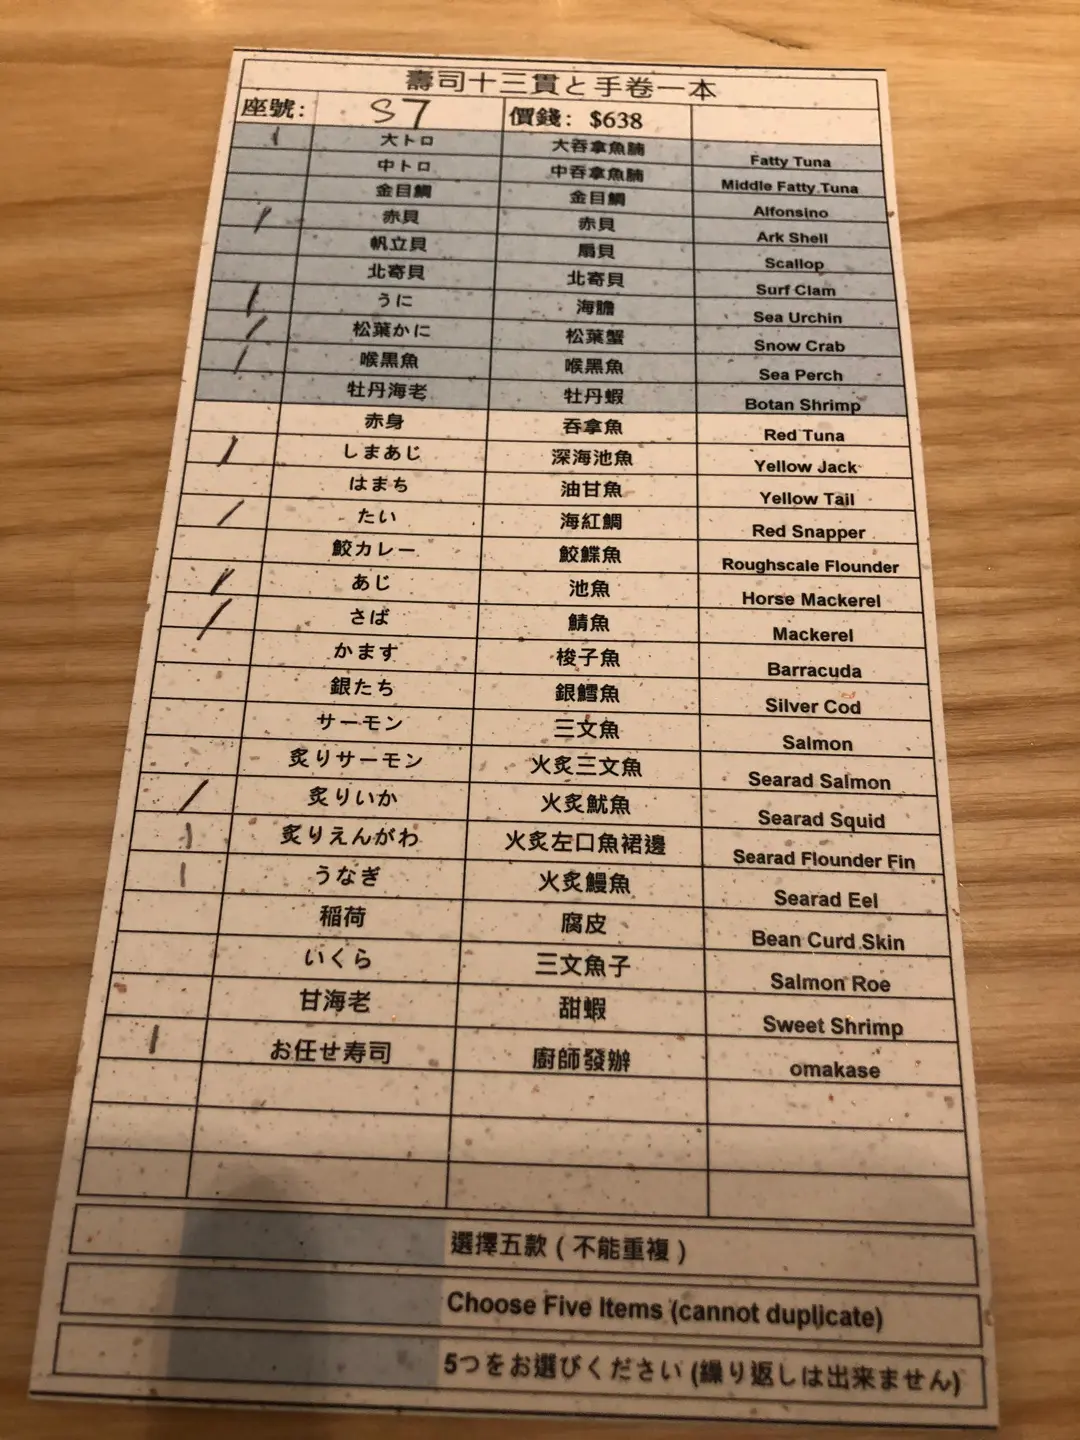 壽司十三貫と手卷一本
座號: S7 價錢: $638
大トロ 大吞拿魚腩 Fatty Tuna
中トロ 中吞拿魚腩 Middle Fatty Tuna
金目鯛 金目鯛 Alfonsino
赤貝 赤貝 Ark Shell
帆立貝 扇貝 Scallop
北寄貝 北寄貝 Surf Clam
うに 海膽 Sea Urchin
松葉かに 松葉蟹 Snow Crab
喉黒魚 喉黑魚 Sea Perch
牡丹海老 牡丹蝦 Botan Shrimp
赤身 吞拿魚 Red Tuna
しまあじ 深海池魚 Yellow Jack
はまち 油甘魚 Yellow Tail
たい 海紅鯛 Red Snapper
鮫カレー 鮫鰈魚 Roughscale Flounder
あじ 池魚 Horse Mackerel
さば 鯖魚 Mackerel
かます 梭子魚 Barracuda
銀たち 銀鱈魚 Silver Cod
サーモン 三文魚 Salmon
炙りサーモン 火炙三文魚 Searad Salmon
炙りいか 火炙魷魚 Searad Squid
炙りえんがわ 火炙左口魚裙邊 Searad Flounder Fin
うなぎ 火炙鰻魚 Searad Eel
稲荷 腐皮 Bean Curd Skin
いくら 三文魚子 Salmon Roe
甘海老 甜蝦 Sweet Shrimp
お任せ寿司 廚師發辦 omakase
選擇五款 ( 不能重複 )
Choose Five Items (cannot duplicate)
5つをお選びください (繰り返しは出来ません)